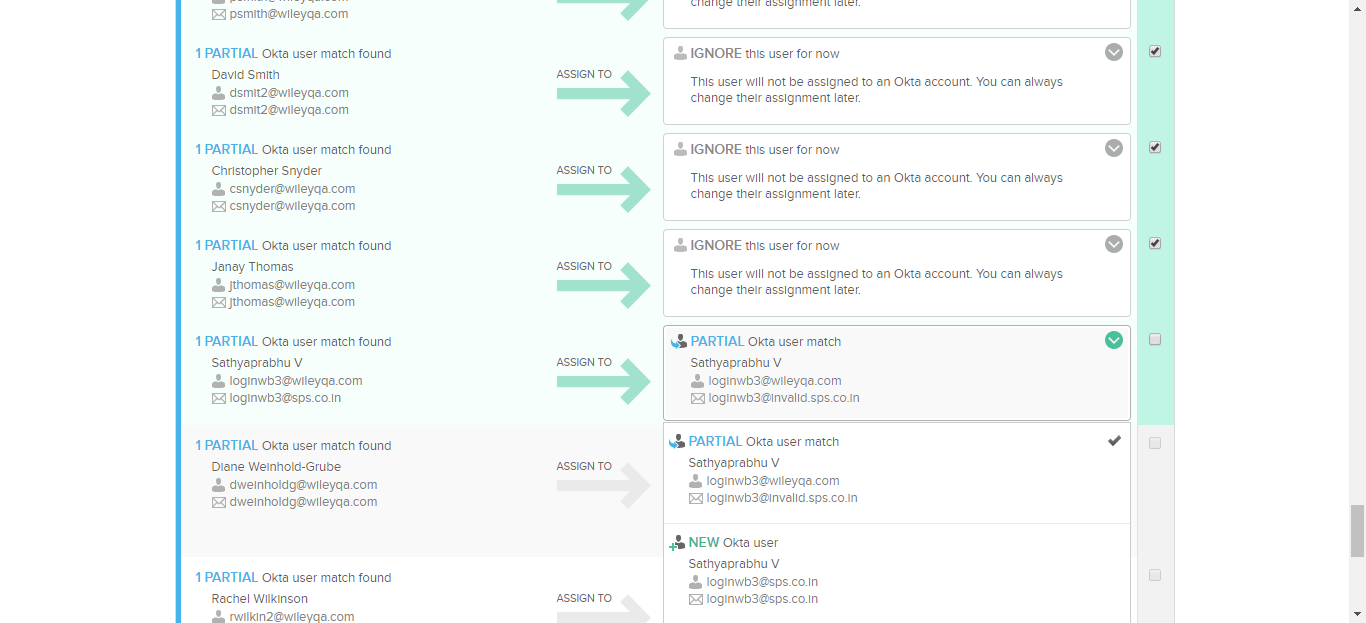 psmith@wileyqa.com
change their assignment later.
1 PARTIAL Okta user match found
David Smith
dsmit2@wileyqa.com
dsmit2@wileyqa.com
ASSIGN TO
IGNORE this user for now
This user will not be assigned to an Okta account. You can always
change their assignment later.
1 PARTIAL Okta user match found
Christopher Snyder
csnyder@wileyqa.com
csnyder@wileyqa.com
ASSIGN TO
IGNORE this user for now
This user will not be assigned to an Okta account. You can always
change their assignment later.
1 PARTIAL Okta user match found
Janay Thomas
jthomas@wileyqa.com
jthomas@wileyqa.com
ASSIGN TO
IGNORE this user for now
This user will not be assigned to an Okta account. You can always
change their assignment later.
1 PARTIAL Okta user match found
Sathyaprabhu V
loginwb3@wileyqa.com
loginwb3@sps.co.in
ASSIGN TO
PARTIAL Okta user match
Sathyaprabhu V
loginwb3@wileyqa.com
loginwb3@invalid.sps.co.in
1 PARTIAL Okta user match found
Diane Weinhold-Grube
dweinholdg@wileyqa.com
dweinholdg@wileyqa.com
ASSIGN TO
PARTIAL Okta user match
Sathyaprabhu V
loginwb3@wileyqa.com
loginwb3@invalid.sps.co.in
NEW Okta user
Sathyaprabhu V
loginwb3@sps.co.in
loginwb3@sps.co.in
1 PARTIAL Okta user match found
Rachel Wilkinson
rwilkin2@wileyqa.com
ASSIGN TO